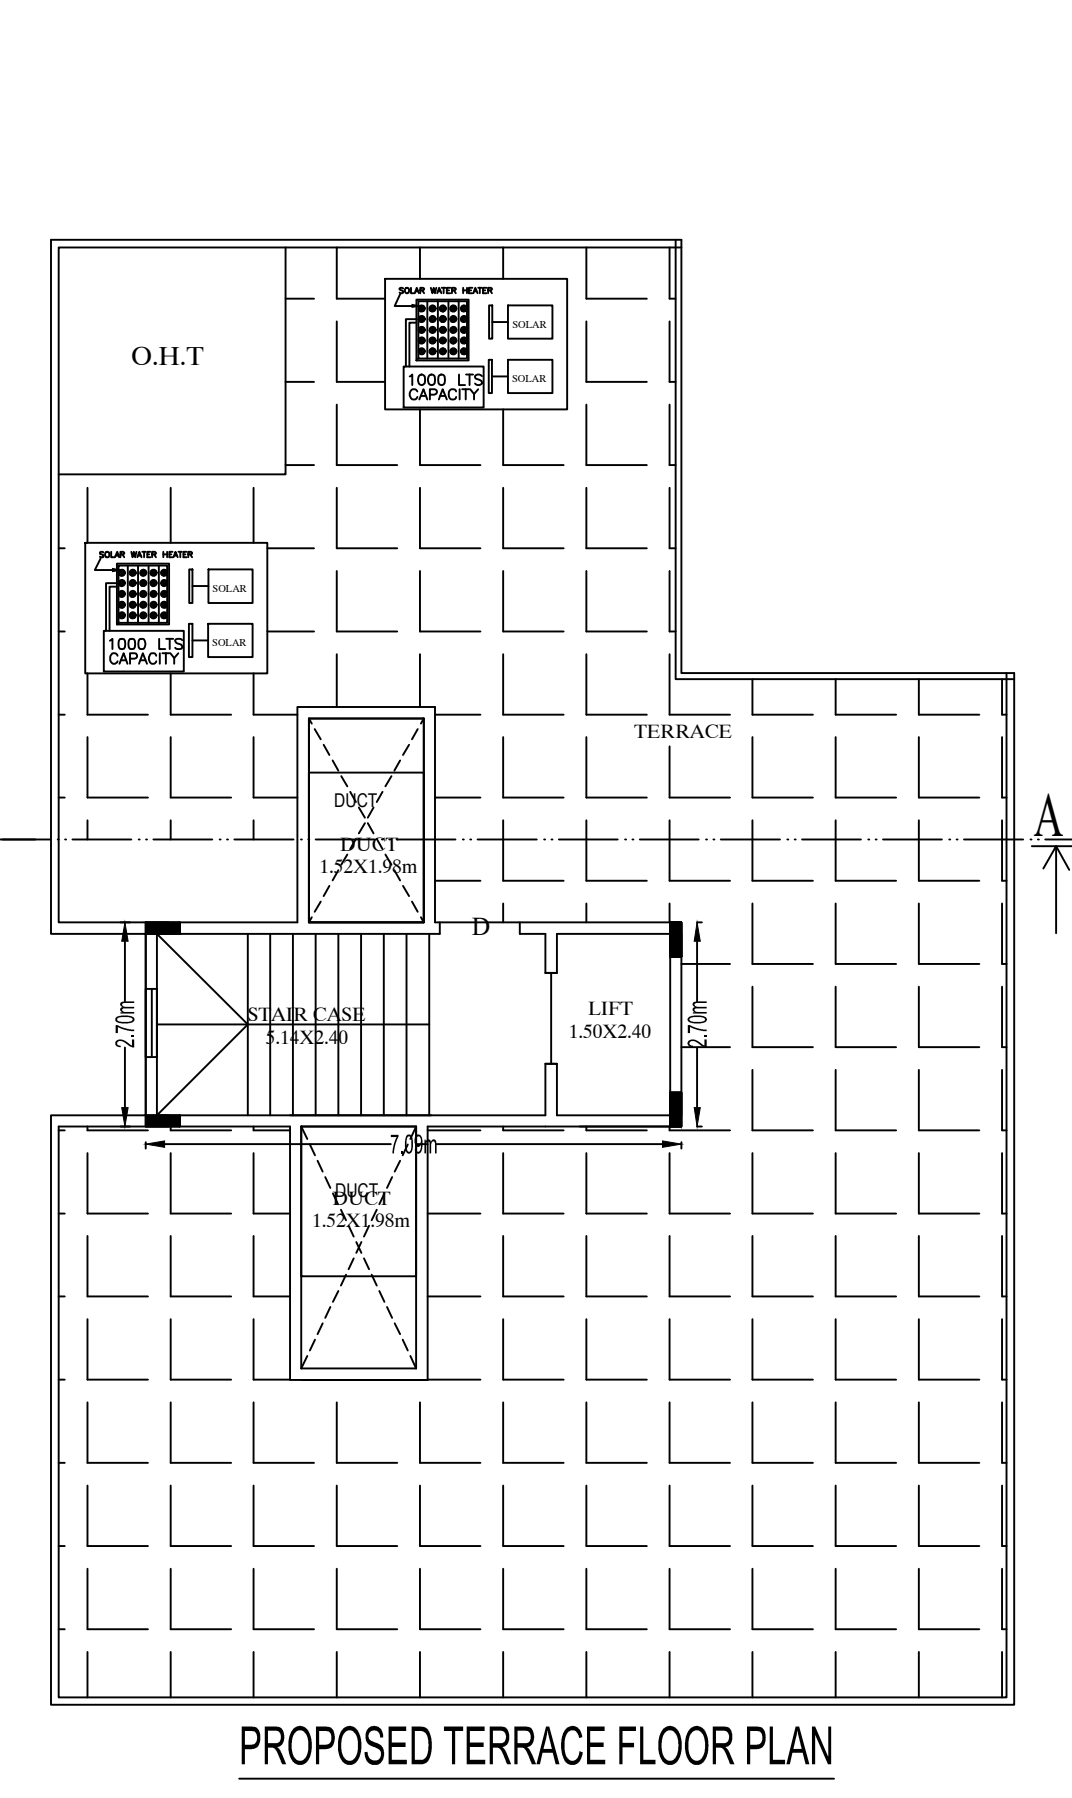 SOLAR WATER HEATER
SOLAR
O.H.T
1000 LTS
CAPACITY
SOLAR
SOLAR WATER HEATER
SOLAR
1000 LTS
CAPACITY
SOLAR
TERRACE
DUCT
A
DUCT
1.52X1.98m
D
2.70m
STAIR CASE
5.14X2.40
LIFT
1.50X2.40
2.70m
7.09m
DUCT
DUCT
1.52X1.98m
PROPOSED TERRACE FLOOR PLAN